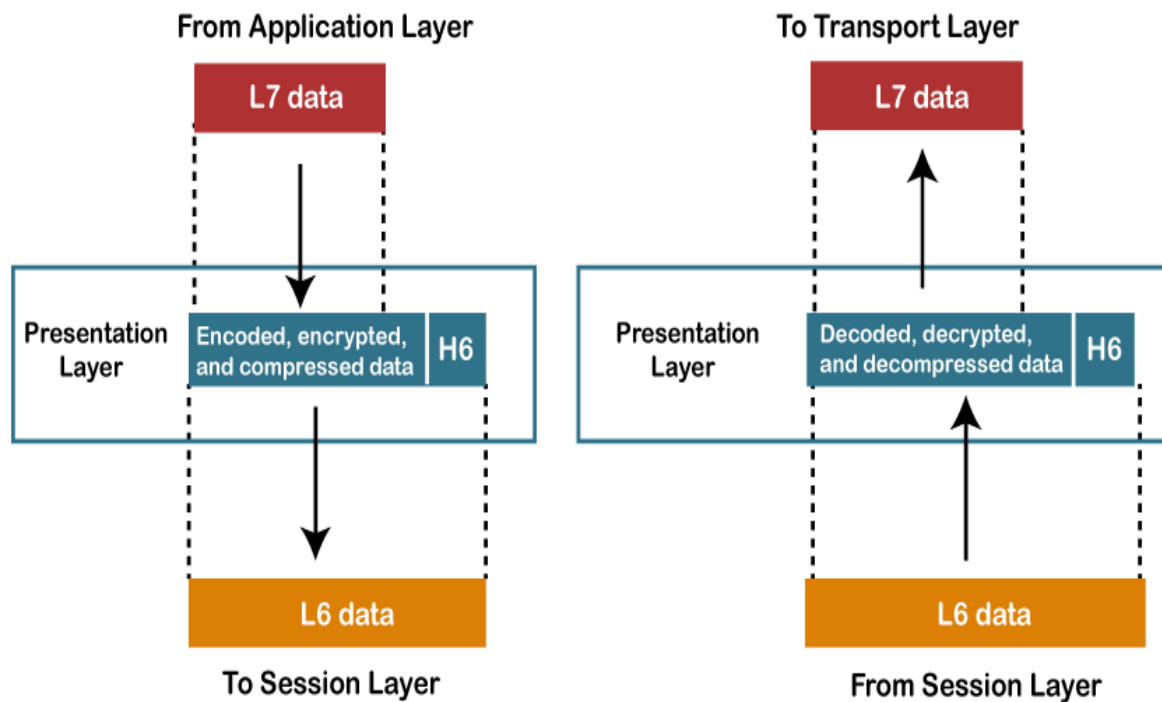 From Application Layer
L7 data
Presentation
Layer
Encoded, encrypted,
and compressed data
H6
L6 data
To Session Layer
To Transport Layer
L7 data
Presentation
Layer
Decoded, decrypted,
and decompressed data
H6
L6 data
From Session Layer